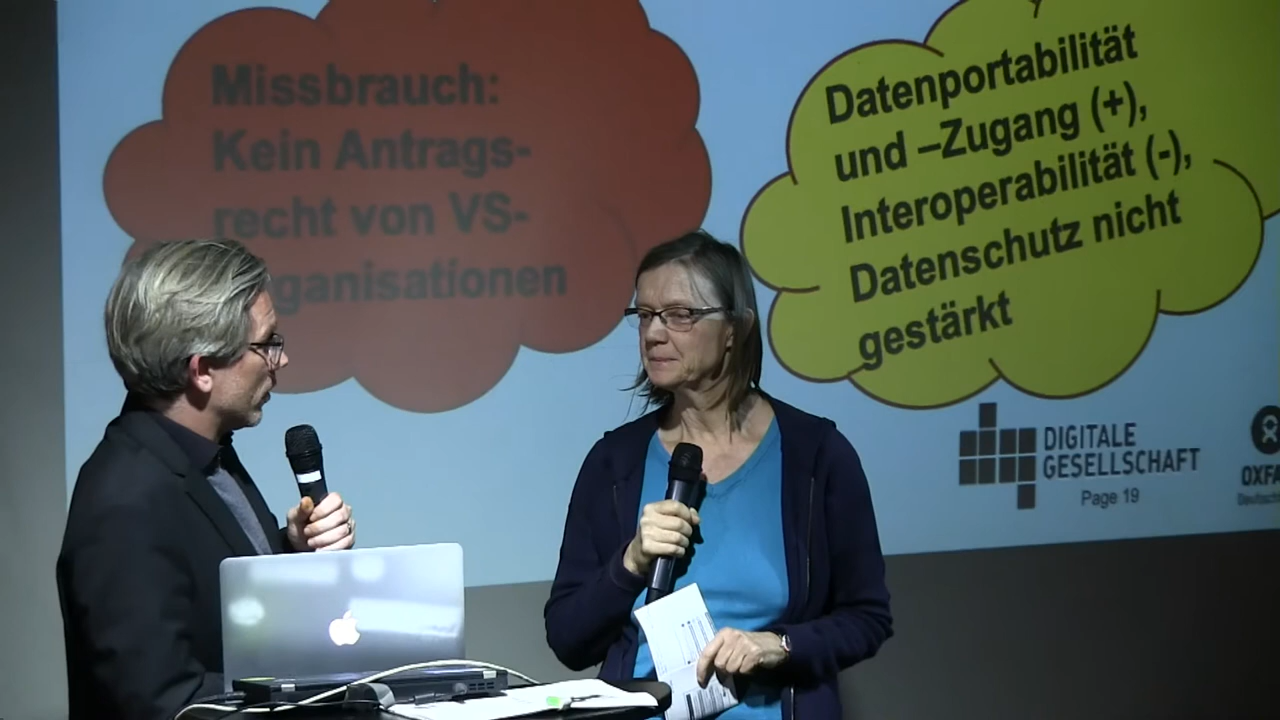 Missbrauch:
Kein Antrags-
recht von VS-
ganisationen
Datenportabilität
und –Zugang (+),
Interoperabilität (-),
Datenschutz nicht
gestärkt
DIGITALE
GESELLSCHAFT
Page 19
OXFA
Deutsch